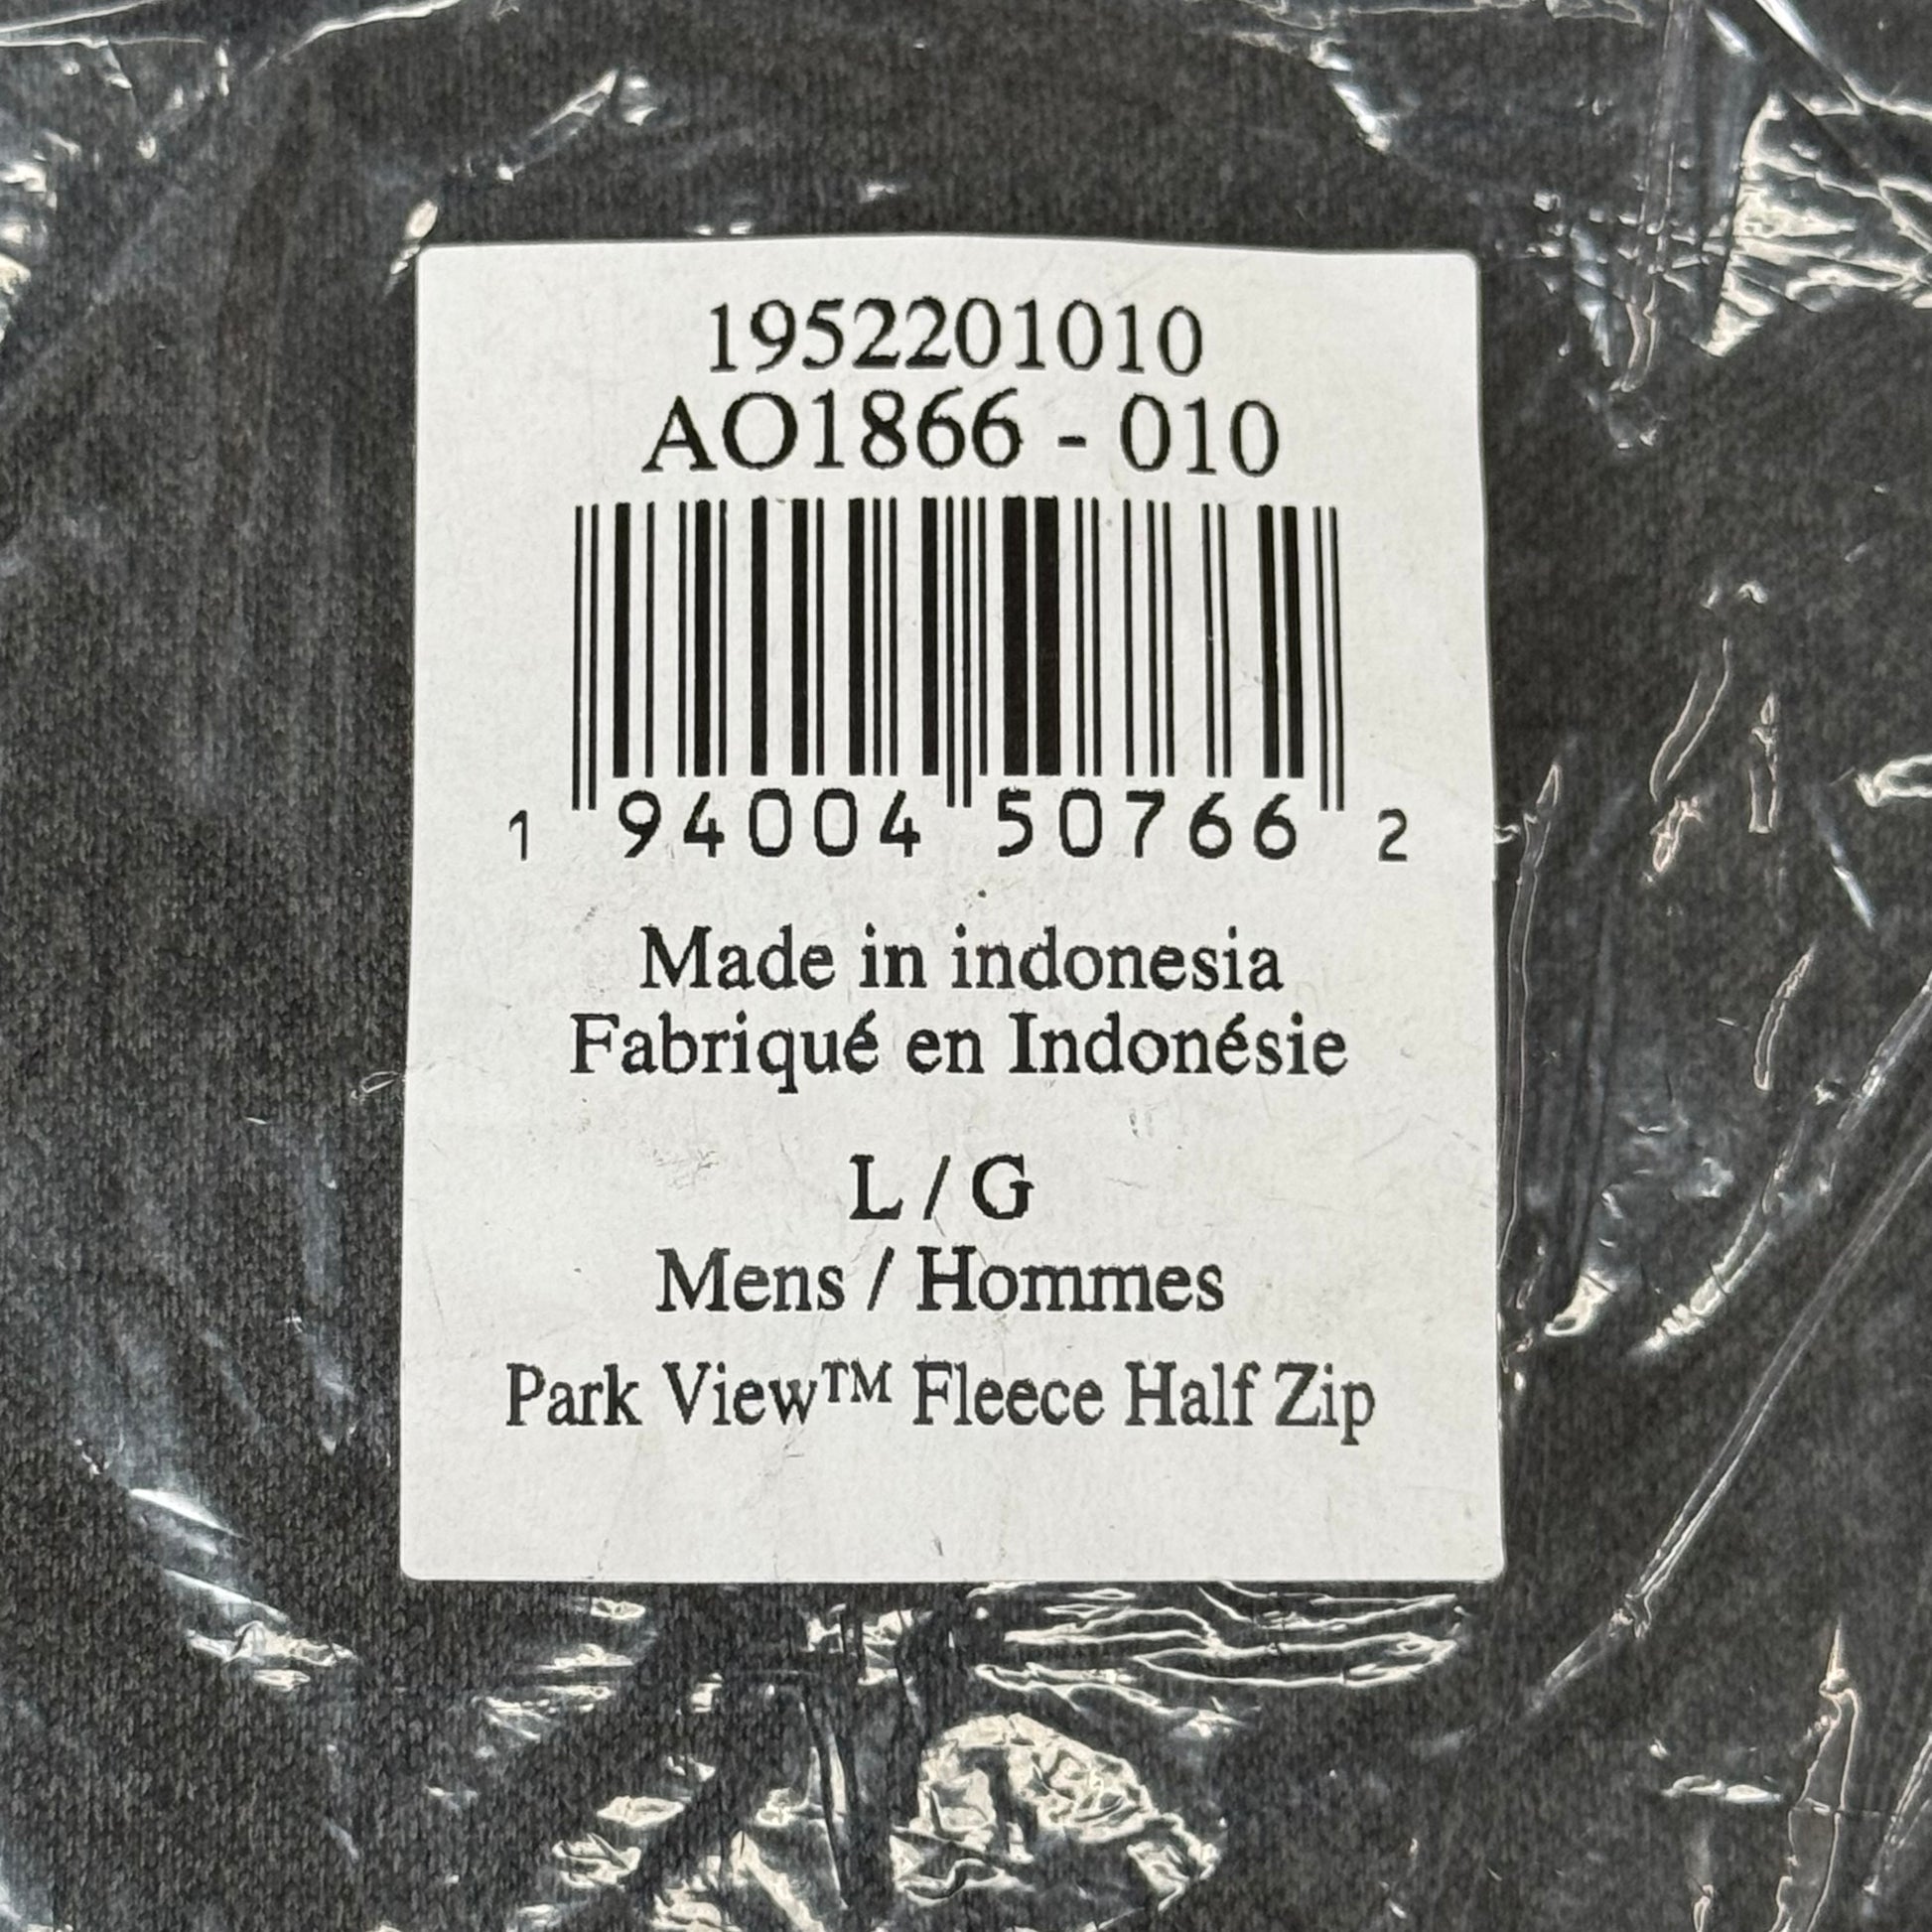 1952201010
AO1866 - 010
1 94004 50766 2
Made in indonesia
Fabriqué en Indonésie
L / G
Mens / Hommes
Park View™ Fleece Half Zip